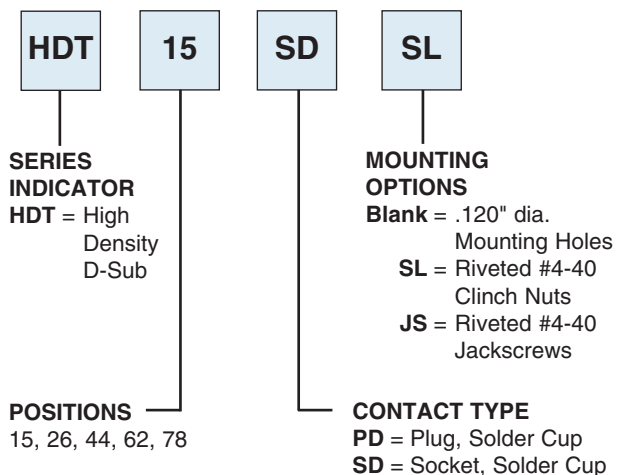 HDT 15 SD SL
SERIES
INDICATOR
HDT = High
Density
D-Sub
MOUNTING
OPTIONS
Blank = .120" dia.
Mounting Holes
SL = Riveted #4-40
Clinch Nuts
JS = Riveted #4-40
Jackscrews
POSITIONS
15, 26, 44, 62, 78
CONTACT TYPE
PD = Plug, Solder Cup
SD = Socket, Solder Cup